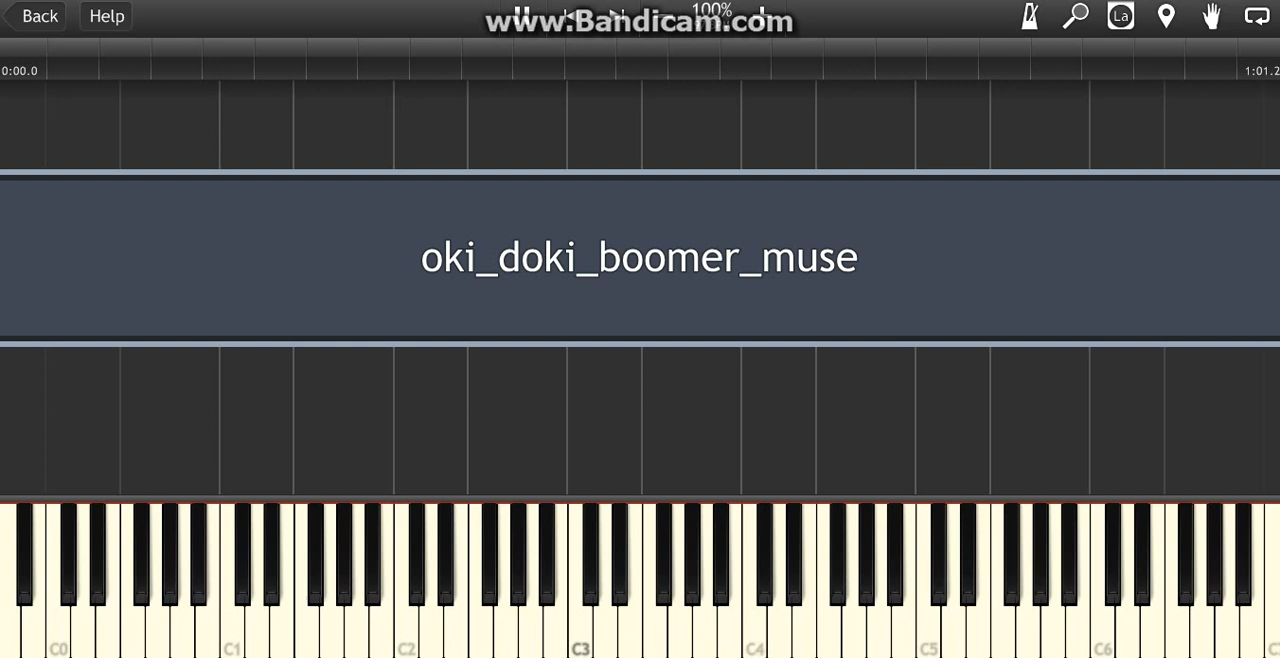 Back Help 100% La
www.Bandicam.com
0:00.0 1:01.2
oki_doki_boomer_muse
C0 C1 C2 C3 C4 C5 C6